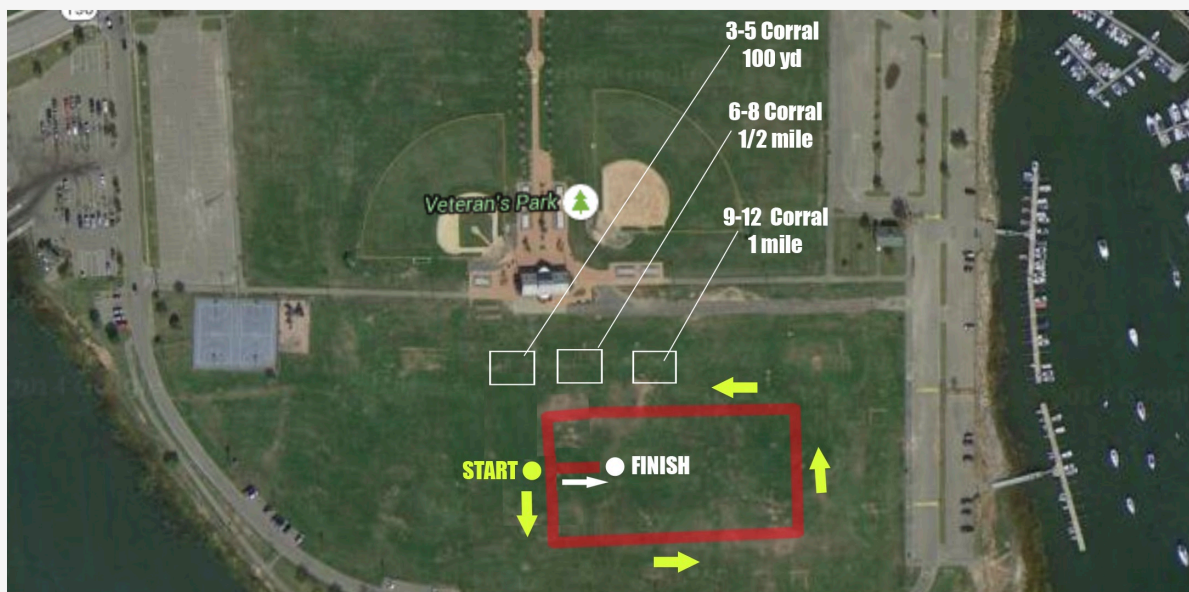 3-5 Corral
100 yd
6-8 Corral
1/2 mile
Veteran's Park
9-12 Corral
1 mile
START
FINISH